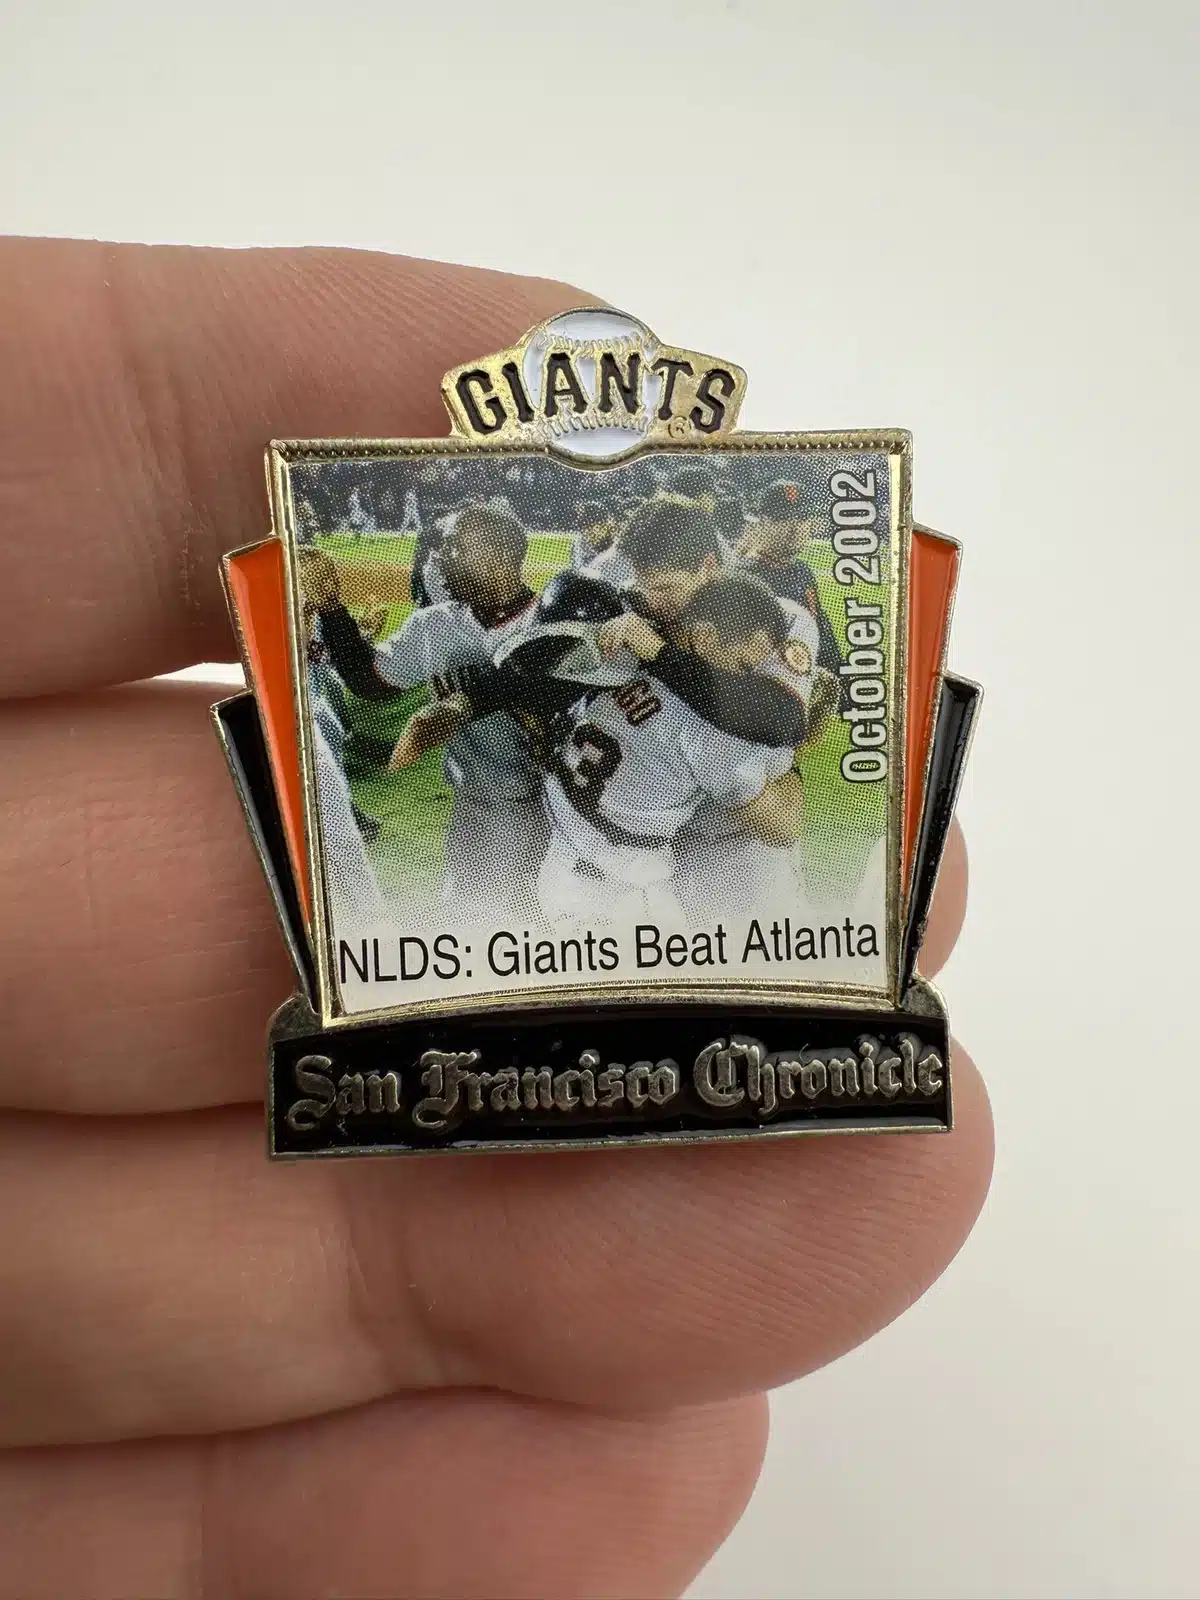 GIANTS
®
October 2002
NLDS: Giants Beat Atlanta
San Francisco Chronicle